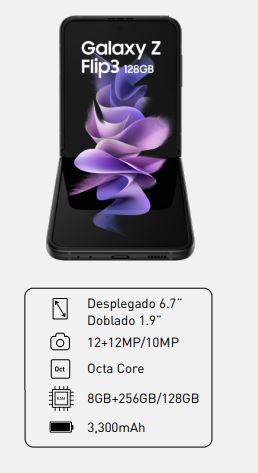 Galaxy Z
Flip3 128GB
Desplegado 6.7”
Doblado 1.9”
12+12MP/10MP
Oct
Octa Core
RAM
8GB+256GB/128GB
3,300mAh